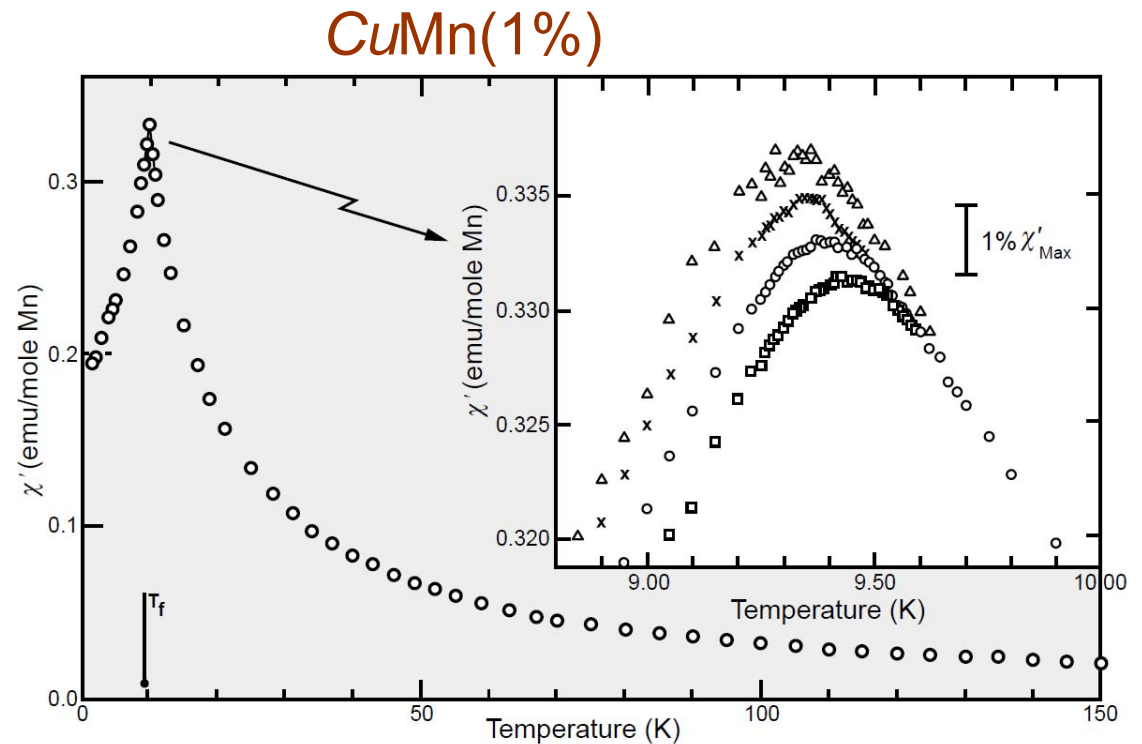 CuMn(1%)
χ′ (emu/mole Mn)
0.3
0.2
0.1
0.0
T_f
0
50
100
150
Temperature (K)
χ′ (emu/mole Mn)
0.335
0.330
0.325
0.320
1% χ′_Max
9.00
9.50
10.00
Temperature (K)